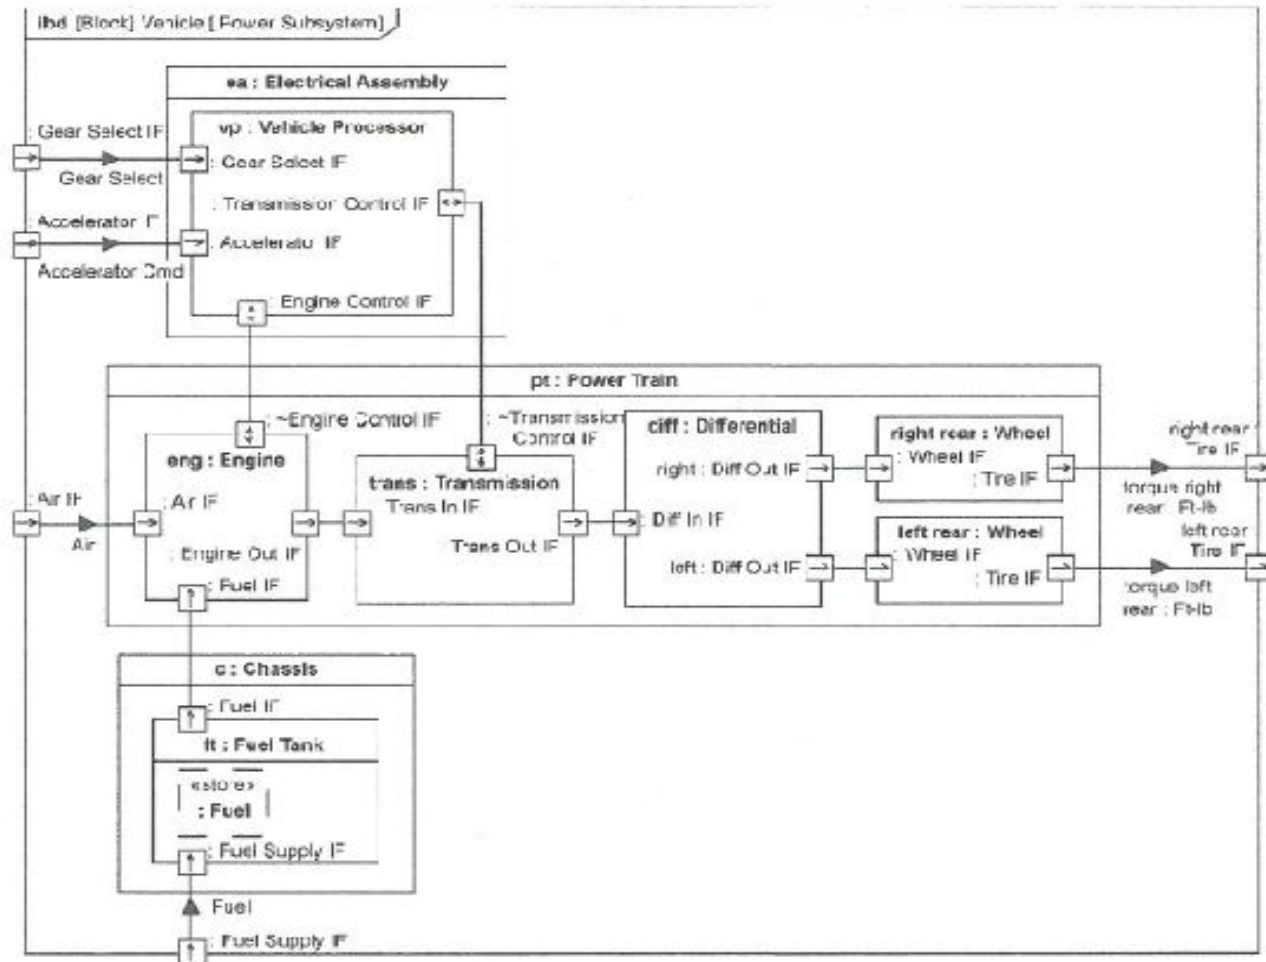 ibd [Block] Vehicle [ Power Subsystem]
ea : Electrical Assembly
vp : Vehicle Processor
: Gear Select IF
: Gear Select IF
Gear Select
: Transmission Control IF
: Accelerator IF
: Accelerator IF
Accelerator Cmd
: Engine Control IF
pt : Power Train
: ~Engine Control IF
: ~Transmission
Control IF
diff : Differential
right rear : Wheel
right rear :
Tire IF
eng : Engine
right : Diff Out IF
: Wheel IF
trans : Transmission
: Tire IF
: Air IF
: Air IF
Trans In IF
torque right
rear : Ft-lb
: Diff In IF
left rear : Wheel
left rear :
Tire IF
Air
: Engine Out IF
Trans Out IF
: Wheel IF
left : Diff Out IF
: Tire IF
: Fuel IF
torque left
rear : Ft-lb
c : Chassis
: Fuel IF
ft : Fuel Tank
«store»
: Fuel
: Fuel Supply IF
Fuel
: Fuel Supply IF